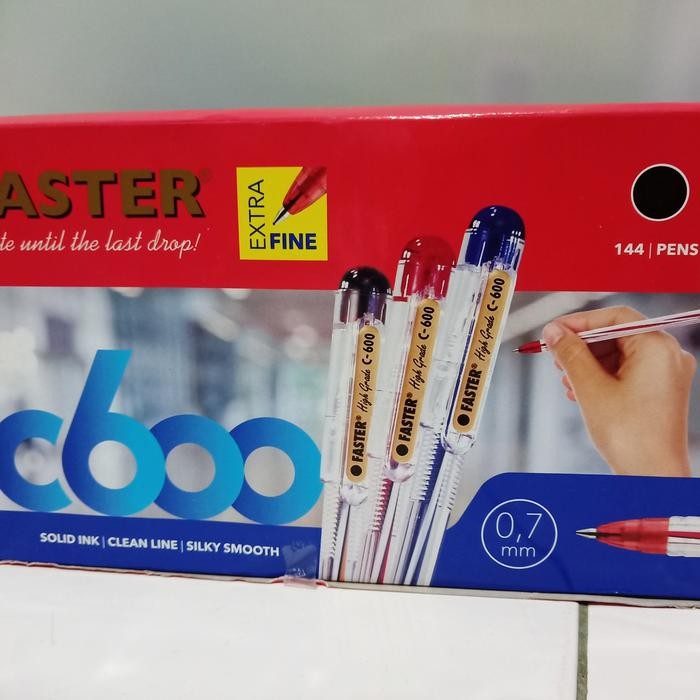 ASTER®
te until the last drop!
EXTRA
FINE
144 | PENS
c600
SOLID INK | CLEAN LINE | SILKY SMOOTH
FASTER® High Grade C-600
FASTER® High Grade C-600
FASTER® High Grade C-600
0,7
mm